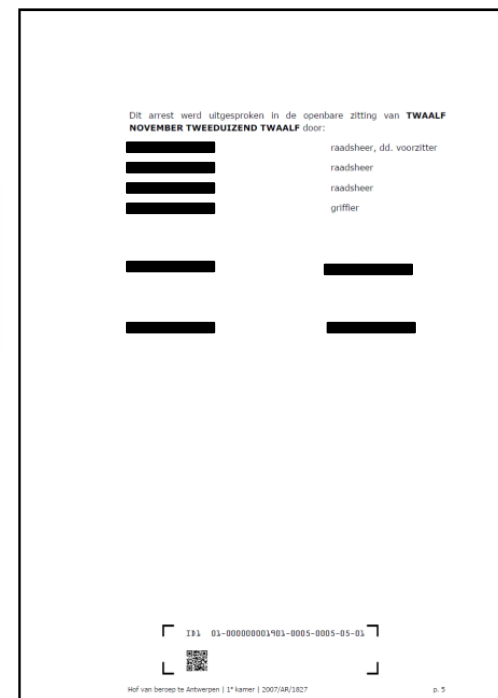 Dit arrest werd uitgesproken in de openbare zitting van TWAALF
NOVEMBER TWEEDUIZEND TWAALF door:
raadsheer, dd. voorzitter
raadsheer
raadsheer
griffier
ID1 01-000000001901-0005-0005-05-01
Hof van beroep te Antwerpen | 1° kamer | 2007/AR/1827 p. 5